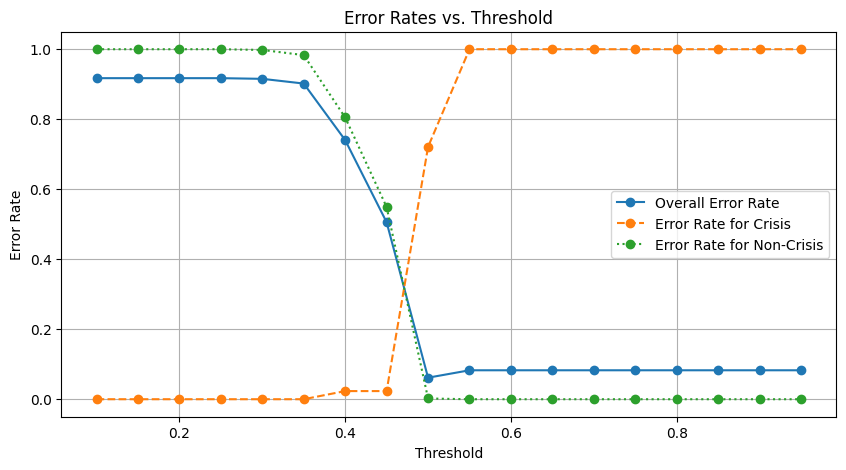 Error Rates vs. Threshold
1.0
0.8
0.6
0.4
0.2
0.0
Error Rate
Overall Error Rate
Error Rate for Crisis
Error Rate for Non-Crisis
0.2
0.4
0.6
0.8
Threshold